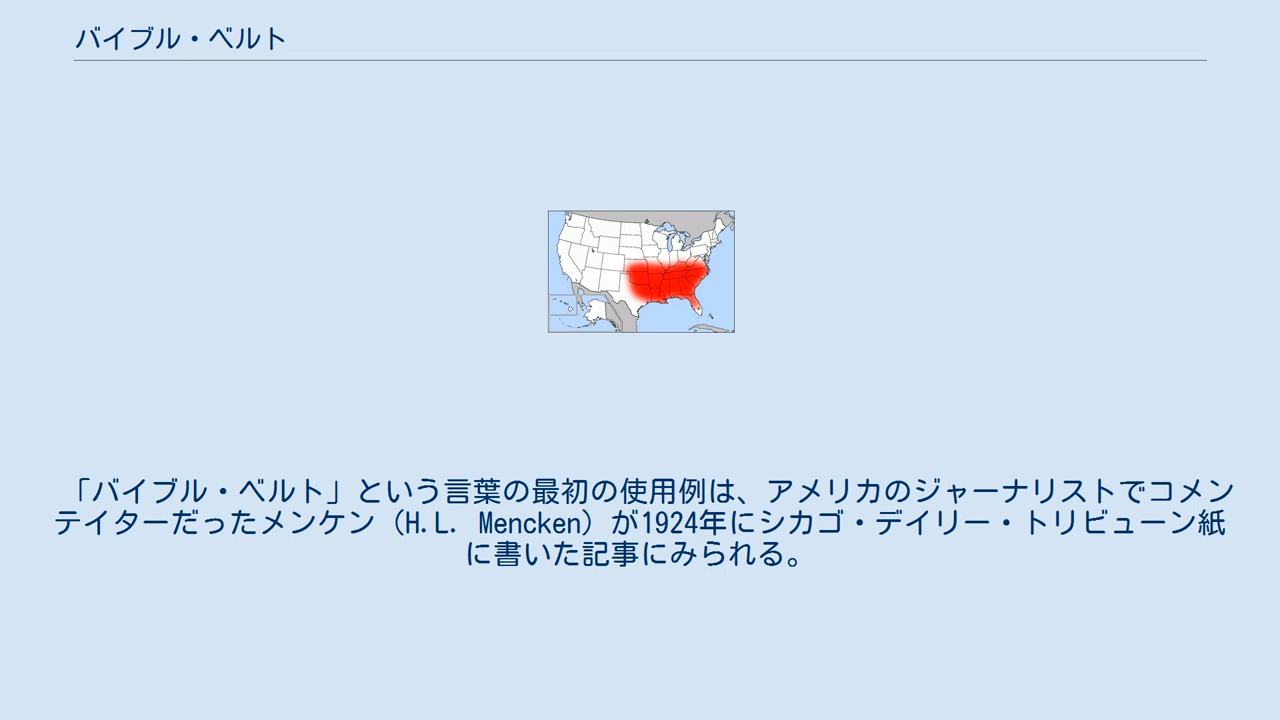 バイブル・ベルト
「バイブル・ベルト」という言葉の最初の使用例は、アメリカのジャーナリストでコメン
テイターだったメンケン（H.L. Mencken）が1924年にシカゴ・デイリー・トリビューン紙
に書いた記事にみられる。